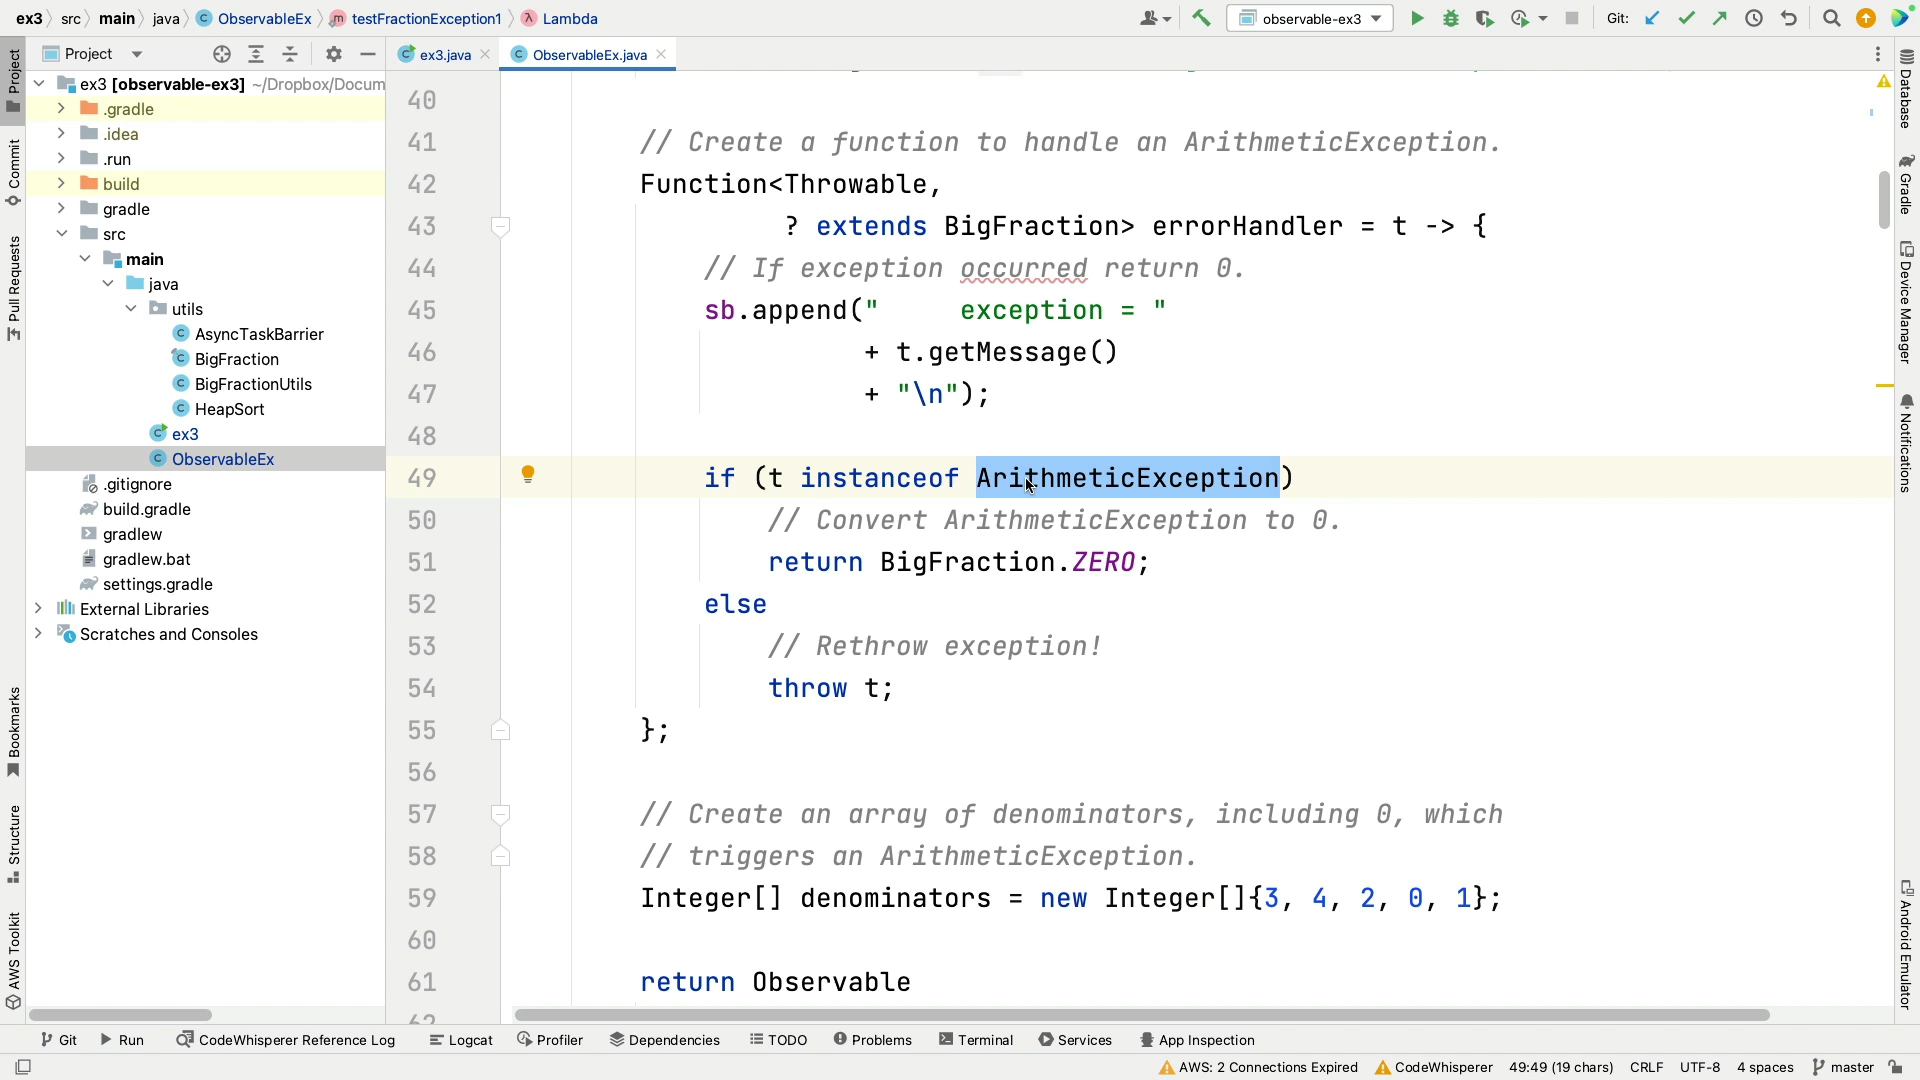 ex3 src main java ObservableEx testFractionException1 Lambda observable-ex3 Git:
Project ex3.java ObservableEx.java
ex3 [observable-ex3] ~/Dropbox/Docum
.gradle
.idea
.run
build
gradle
src
main
java
utils
AsyncTaskBarrier
BigFraction
BigFractionUtils
HeapSort
ex3
ObservableEx
.gitignore
build.gradle
gradlew
gradlew.bat
settings.gradle
External Libraries
Scratches and Consoles
Project
Commit
Pull Requests
Bookmarks
Structure
AWS Toolkit
40
41 // Create a function to handle an ArithmeticException.
42 Function<Throwable,
43 ? extends BigFraction> errorHandler = t -> {
44 // If exception occurred return 0.
45 sb.append("     exception = "
46 + t.getMessage()
47 + "\n");
48
49 if (t instanceof ArithmeticException)
50 // Convert ArithmeticException to 0.
51 return BigFraction.ZERO;
52 else
53 // Rethrow exception!
54 throw t;
55 };
56
57 // Create an array of denominators, including 0, which
58 // triggers an ArithmeticException.
59 Integer[] denominators = new Integer[]{3, 4, 2, 0, 1};
60
61 return Observable
Database
Gradle
Device Manager
Notifications
Android Emulator
Git Run CodeWhisperer Reference Log Logcat Profiler Dependencies TODO Problems Terminal Services App Inspection
AWS: 2 Connections Expired CodeWhisperer 49:49 (19 chars) CRLF UTF-8 4 spaces master